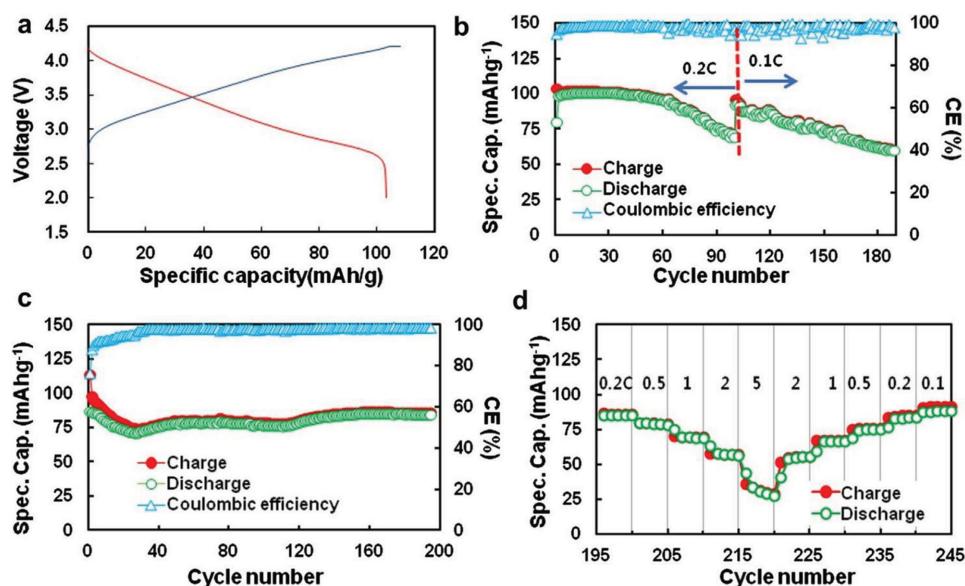 a
Voltage (V)
4.5
4.0
3.5
3.0
2.5
2.0
1.5
0 20 40 60 80 100 120
Specific capacity(mAh/g)
b
Spec. Cap. (mAhg-1)
150
125
100
75
50
25
0
0.2C 0.1C
Charge
Discharge
Coulombic efficiency
100
80
60
40
20
0
CE (%)
0 30 60 90 120 150 180
Cycle number
c
Spec. Cap. (mAhg-1)
150
125
100
75
50
25
0
Charge
Discharge
Coulombic efficiency
100
80
60
40
20
0
CE (%)
0 40 80 120 160 200
Cycle number
d
Spec. Cap. (mAhg-1)
150
125
100
75
50
25
0
0.2C 0.5 1 2 5 2 1 0.5 0.2 0.1
Charge
Discharge
195 205 215 225 235 245
Cycle number